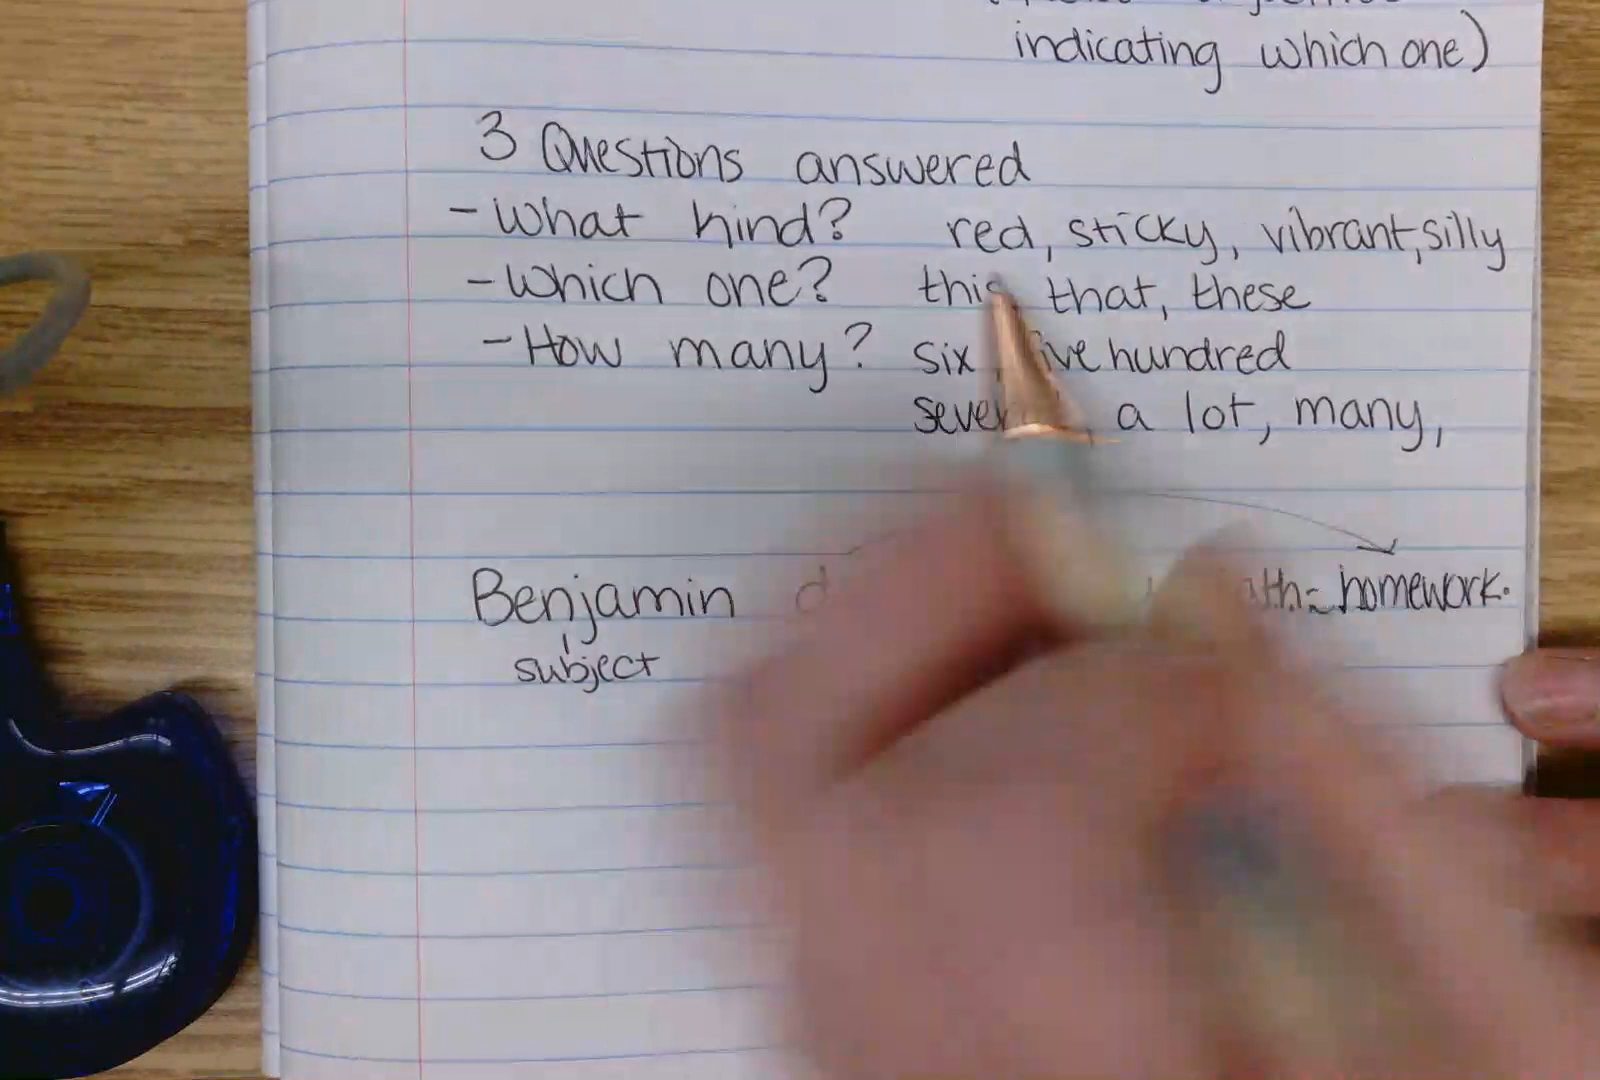 indicating which one)
3 Questions answered
- What kind? red, sticky, vibrant, silly
- Which one? this that, these
- How many? six, hundred
a lot, many,
Benjamin homework.
subject